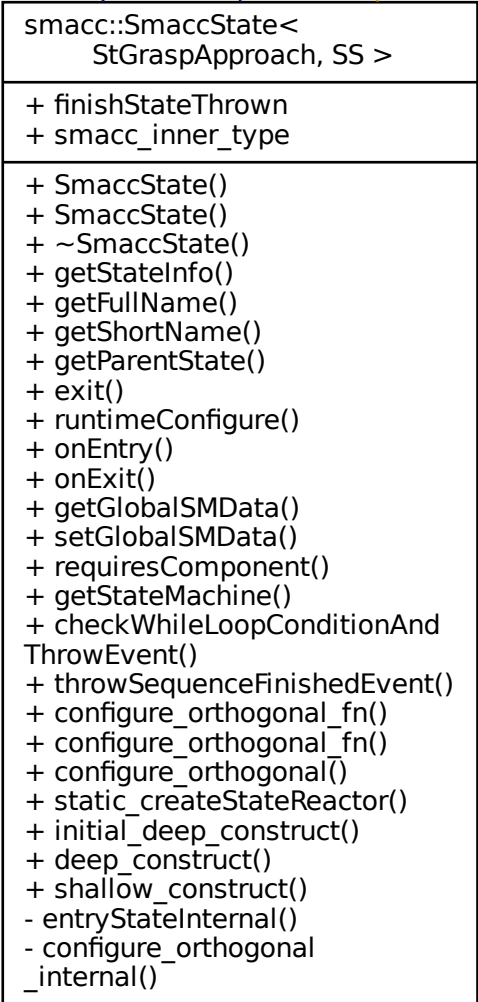 smacc::SmaccState<
StGraspApproach, SS >
+ finishStateThrown
+ smacc_inner_type
+ SmaccState()
+ SmaccState()
+ ~SmaccState()
+ getStateInfo()
+ getFullName()
+ getShortName()
+ getParentState()
+ exit()
+ runtimeConfigure()
+ onEntry()
+ onExit()
+ getGlobalSMData()
+ setGlobalSMData()
+ requiresComponent()
+ getStateMachine()
+ checkWhileLoopConditionAnd
ThrowEvent()
+ throwSequenceFinishedEvent()
+ configure_orthogonal_fn()
+ configure_orthogonal_fn()
+ configure_orthogonal()
+ static_createStateReactor()
+ initial_deep_construct()
+ deep_construct()
+ shallow_construct()
- entryStateInternal()
- configure_orthogonal
_internal()